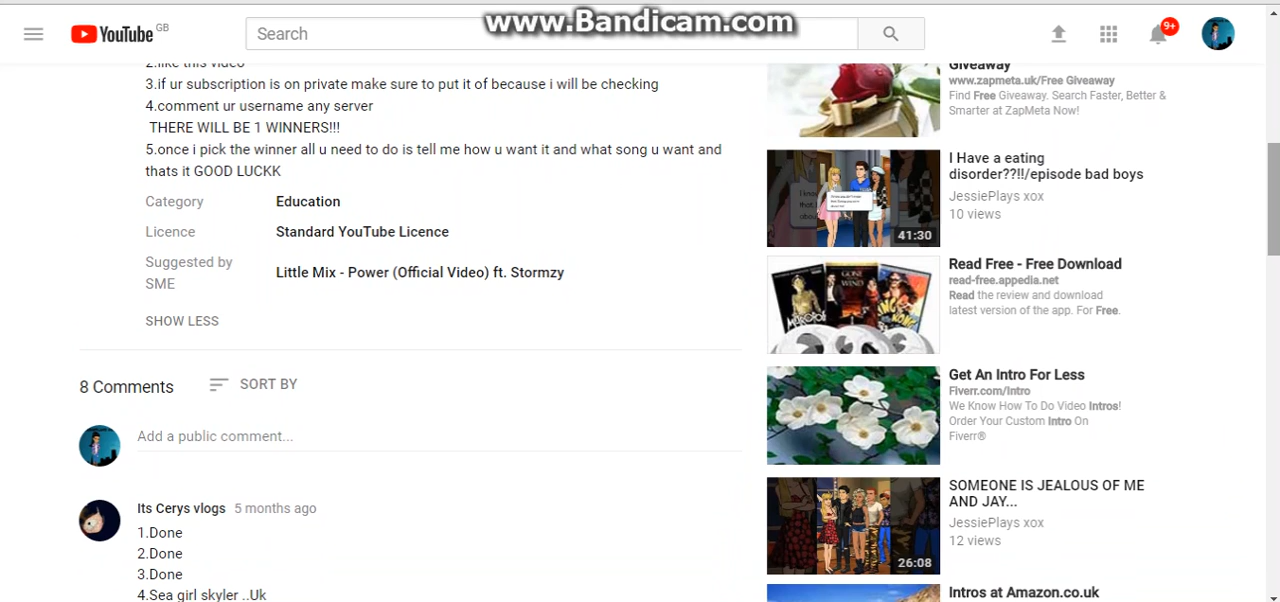 www.Bandicam.com
YouTube GB
Search
9+
2.like this video
3.if ur subscription is on private make sure to put it of because i will be checking
4.comment ur username any server
THERE WILL BE 1 WINNERS!!!
5.once i pick the winner all u need to do is tell me how u want it and what song u want and
thats it GOOD LUCKK
Category Education
Licence Standard YouTube Licence
Suggested by
SME
Little Mix - Power (Official Video) ft. Stormzy
SHOW LESS
8 Comments
SORT BY
Add a public comment...
Its Cerys vlogs 5 months ago
1.Done
2.Done
3.Done
4.Sea girl skyler ..Uk
Giveaway
www.zapmeta.uk/Free Giveaway
Find Free Giveaway. Search Faster, Better &
Smarter at ZapMeta Now!
41:30
I Have a eating
disorder??!!/episode bad boys
JessiePlays xox
10 views
Read Free - Free Download
read-free.appedia.net
Read the review and download
latest version of the app. For Free.
Get An Intro For Less
Fiverr.com/Intro
We Know How To Do Video Intros!
Order Your Custom Intro On
Fiverr®
26:08
SOMEONE IS JEALOUS OF ME
AND JAY...
JessiePlays xox
12 views
Intros at Amazon.co.uk